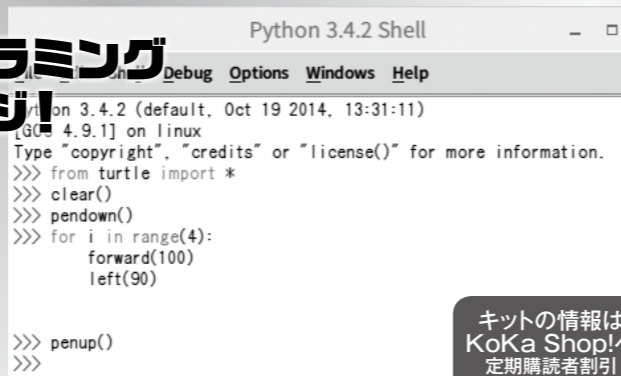 Python 3.4.2 Shell
ラミング
ジ!
Debug Options Windows Help
Python 3.4.2 (default, Oct 19 2014, 13:31:11)
[GCC 4.9.1] on linux
Type "copyright", "credits" or "license()" for more information.
>>> from turtle import *
>>> clear()
>>> pendown()
>>> for i in range(4):
        forward(100)
        left(90)
>>> penup()
>>>
キットの情報は
KoKa Shop!へ
定期購読者割引